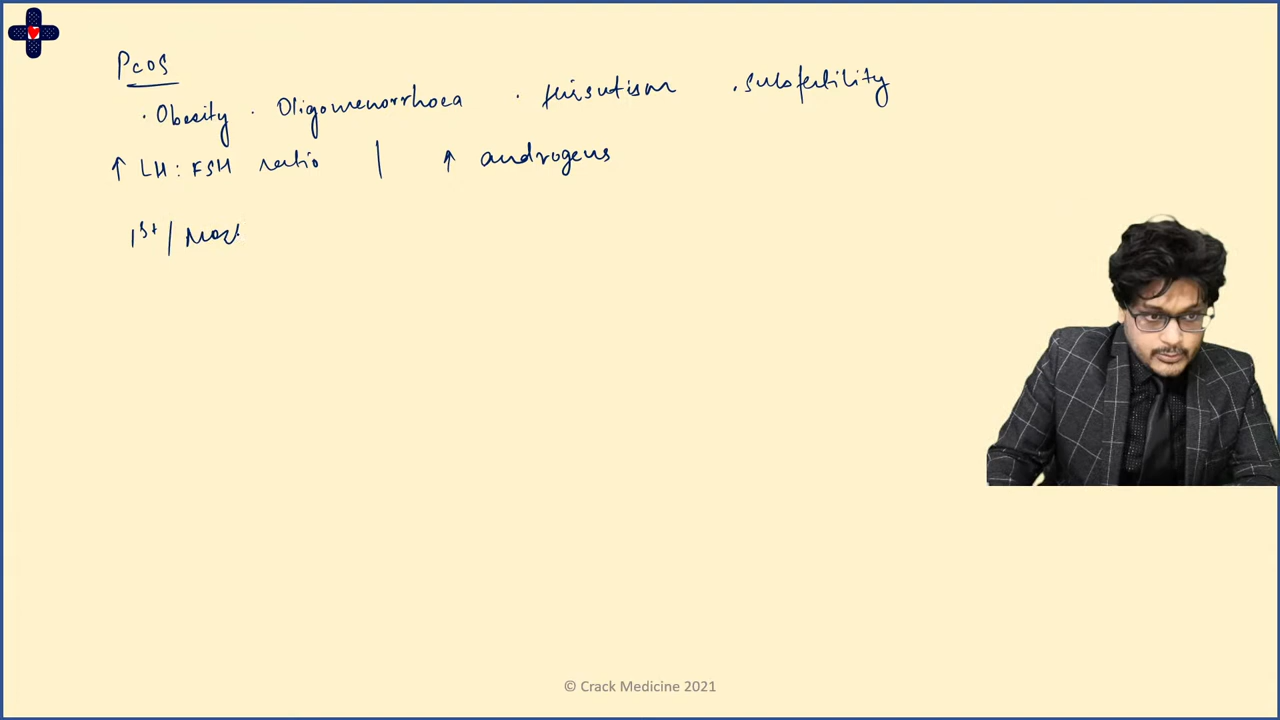 PCOS
· Obesity · Oligomenorrhoea · hirsutism · subfertility
↑ LH : FSH ratio | ↑ androgens
1st / Most
© Crack Medicine 2021